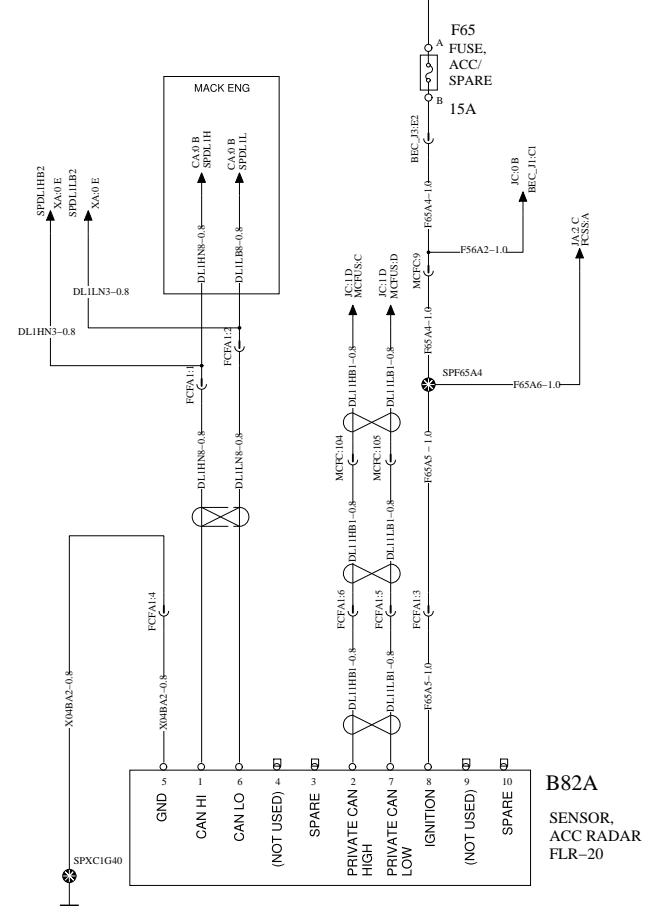 F65
FUSE,
ACC/
SPARE
A
B
15A
BEC_J3:E2
F65A4-1.0
JC:0 B
BEC_J1:C1
F56A2-1.0
MCFC:9
JA:2 C
FCSS:A
F65A4-1.0
SPF65A4
F65A6-1.0
F65A5-1.0
FCFA1:3
F65A5-1.0
MACK ENG
CA:0 B
SPDL1H
CA:0 B
SPDL1L
DL1HN8-0.8
DL1LB8-0.8
SPDL1HB2
XA:0 E
SPDL1LB2
XA:0 E
DL1LN3-0.8
DL1HN3-0.8
FCFA1:2
FCFA1:1
DL1HN8-0.8
DL1LN8-0.8
JC:1 D
MCFUS:C
JC:1 D
MCFUS:D
DL11HB1-0.8
DL11LB1-0.8
MCFC:104
MCFC:105
DL11HB1-0.8
DL11LB1-0.8
FCFA1:6
FCFA1:5
DL11HB1-0.8
DL11LB1-0.8
FCFA1:4
X04BA2-0.8
X04BA2-0.8
SPXC1G40
5
1
6
4
3
2
7
8
9
10
GND
CAN HI
CAN LO
(NOT USED)
SPARE
PRIVATE CAN
HIGH
PRIVATE CAN
LOW
IGNITION
(NOT USED)
SPARE
B82A
SENSOR,
ACC RADAR
FLR-20